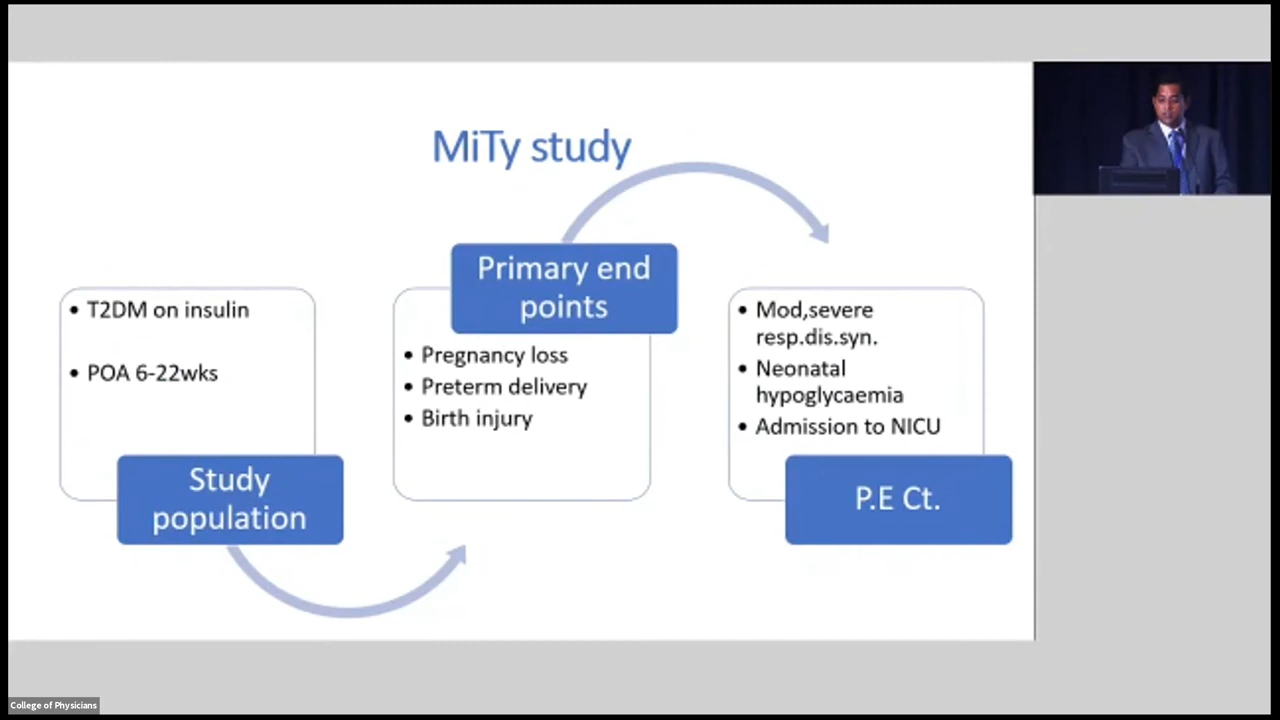 MiTy study
• T2DM on insulin
• POA 6-22wks
Study
population
Primary end
points
• Pregnancy loss
• Preterm delivery
• Birth injury
• Mod,severe
resp.dis.syn.
• Neonatal
hypoglycaemia
• Admission to NICU
P.E Ct.
College of Physicians